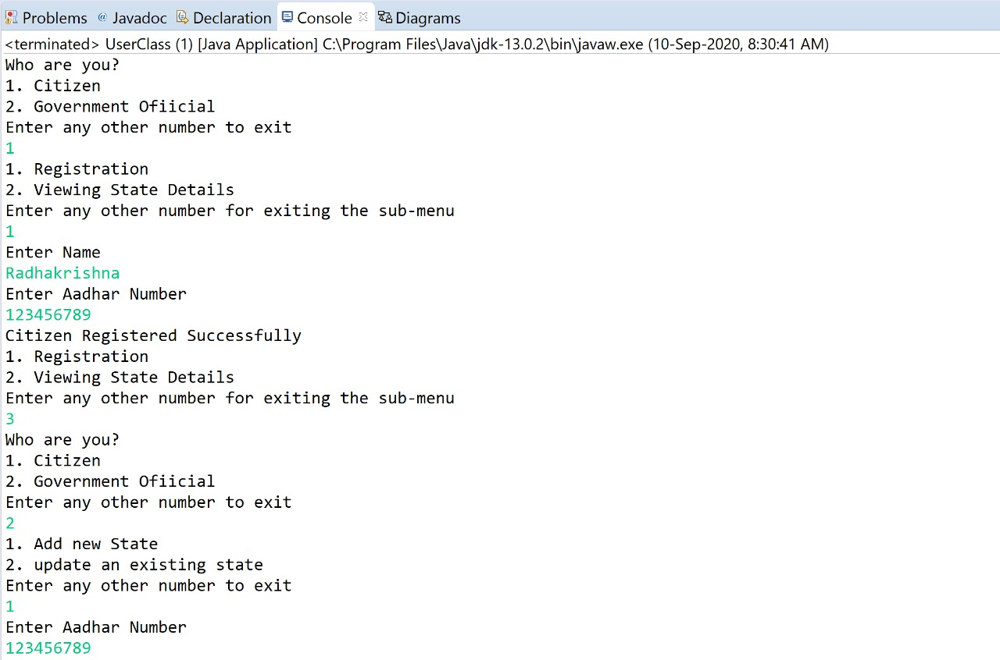 Problems @ Javadoc Declaration Console Diagrams
<terminated> UserClass (1) [Java Application] C:\Program Files\Java\jdk-13.0.2\bin\javaw.exe (10-Sep-2020, 8:30:41 AM)
Who are you?
1. Citizen
2. Government Ofiicial
Enter any other number to exit
1
1. Registration
2. Viewing State Details
Enter any other number for exiting the sub-menu
1
Enter Name
Radhakrishna
Enter Aadhar Number
123456789
Citizen Registered Successfully
1. Registration
2. Viewing State Details
Enter any other number for exiting the sub-menu
3
Who are you?
1. Citizen
2. Government Ofiicial
Enter any other number to exit
2
1. Add new State
2. update an existing state
Enter any other number to exit
1
Enter Aadhar Number
123456789